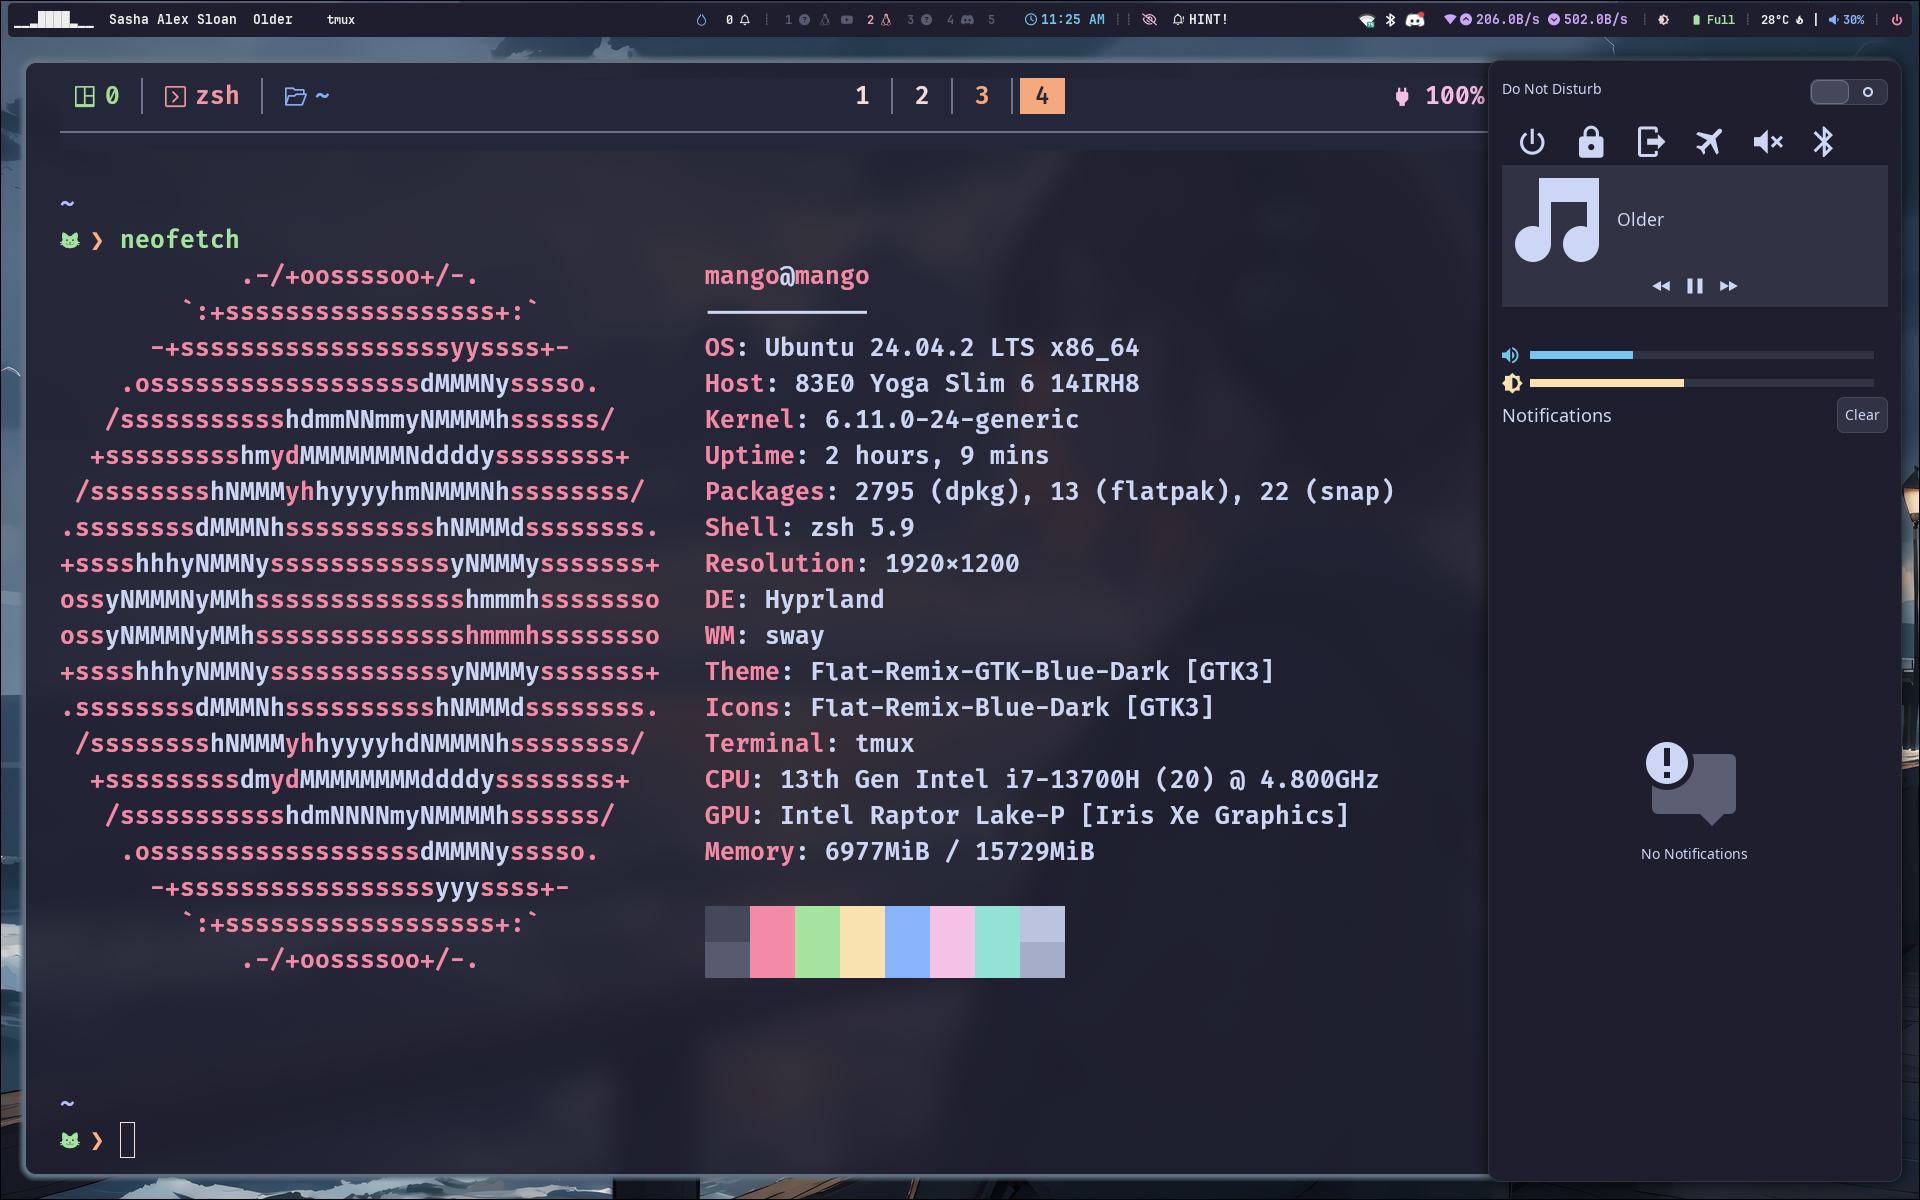 Sasha Alex Sloan Older tmux 0 1 2 3 4 5 11:25 AM HINT! 206.0B/s 502.0B/s Full 28°C 30%
0 zsh ~ 1 2 3 4 100%
~
❯ neofetch
.-/+oossssoo+/-.
`:+ssssssssssssssssss+:`
-+ssssssssssssssssssyyssss+-
.ossssssssssssssssssdMMMNysssso.
/ssssssssssshdmmNNmmyNMMMMhssssss/
+ssssssssshmydMMMMMMMNddddyssssssss+
/sssssssshNMMMyhhyyyyhmNMMMNhssssssss/
.ssssssssdMMMNhsssssssssshNMMMdssssssss.
+sssshhhyNMMNyssssssssssssyNMMMysssssss+
ossyNMMMNyMMhsssssssssssssshmmmhssssssso
ossyNMMMNyMMhsssssssssssssshmmmhssssssso
+sssshhhyNMMNyssssssssssssyNMMMysssssss+
.ssssssssdMMMNhsssssssssshNMMMdssssssss.
/sssssssshNMMMyhhyyyyhdNMMMNhssssssss/
+sssssssssdmydMMMMMMMMddddyssssssss+
/ssssssssssshdmNNNNmyNMMMMhssssss/
.ossssssssssssssssssdMMMNysssso.
-+sssssssssssssssssyyyssss+-
`:+ssssssssssssssssss+:`
.-/+oossssoo+/-.
mango@mango
OS: Ubuntu 24.04.2 LTS x86_64
Host: 83E0 Yoga Slim 6 14IRH8
Kernel: 6.11.0-24-generic
Uptime: 2 hours, 9 mins
Packages: 2795 (dpkg), 13 (flatpak), 22 (snap)
Shell: zsh 5.9
Resolution: 1920×1200
DE: Hyprland
WM: sway
Theme: Flat-Remix-GTK-Blue-Dark [GTK3]
Icons: Flat-Remix-Blue-Dark [GTK3]
Terminal: tmux
CPU: 13th Gen Intel i7-13700H (20) @ 4.800GHz
GPU: Intel Raptor Lake-P [Iris Xe Graphics]
Memory: 6977MiB / 15729MiB
~
❯
Do Not Disturb
Older
Notifications Clear
No Notifications